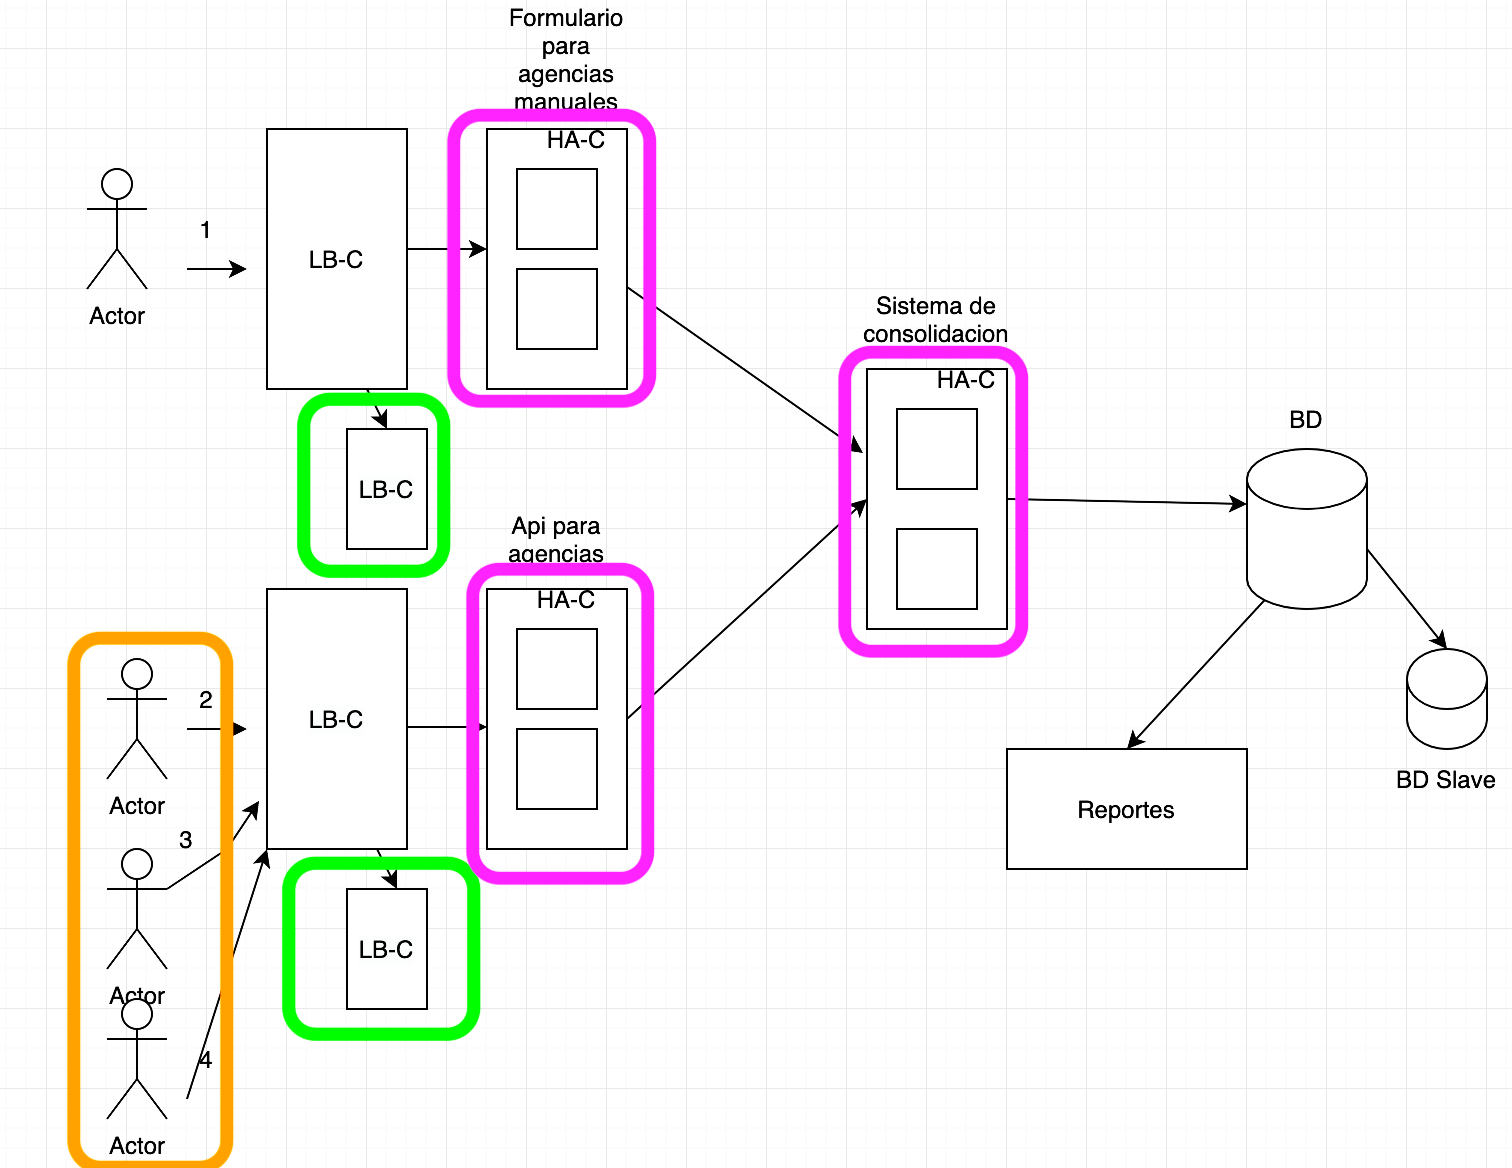 Formulario
para
agencias
manuales
HA-C
1
LB-C
Actor
Sistema de
consolidacion
HA-C
BD
LB-C
Api para
agencias
HA-C
2
LB-C
Actor
BD Slave
Reportes
3
LB-C
Actor
4
Actor